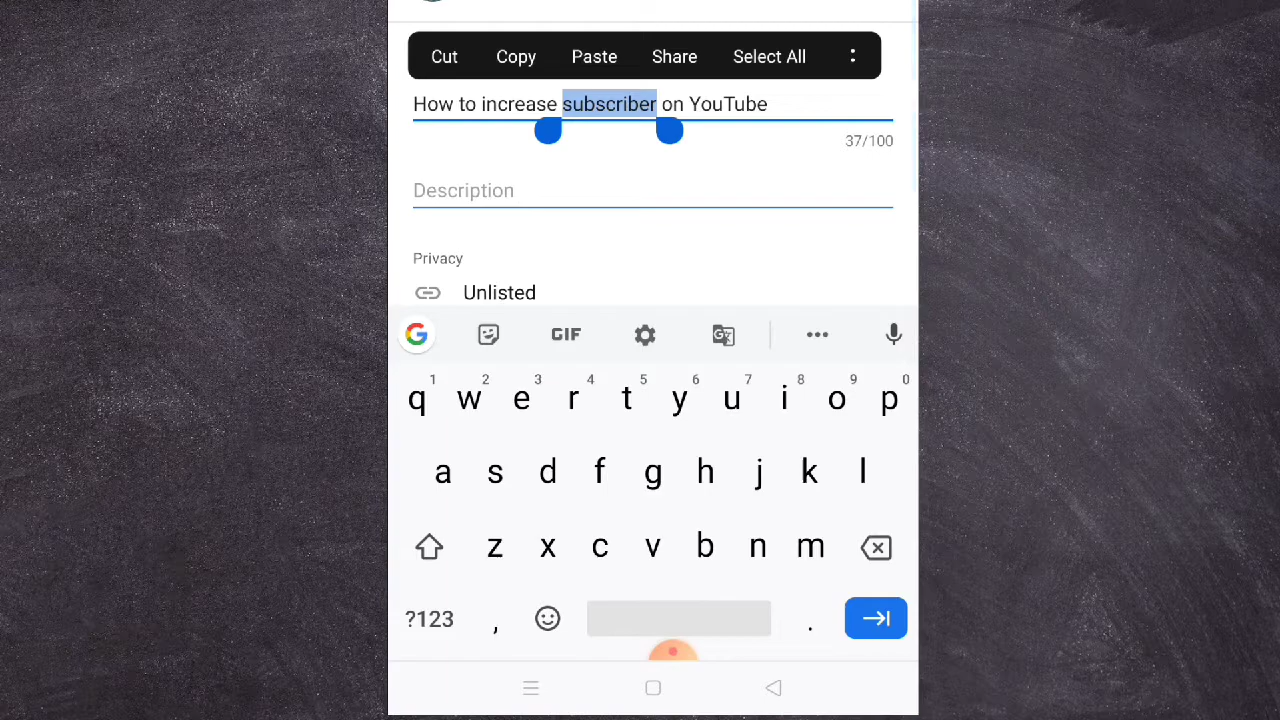 Cut Copy Paste Share Select All
How to increase subscriber on YouTube
37/100
Description
Privacy
Unlisted
G GIF G
1 2 3 4 5 6 7 8 9 0
q w e r t y u i o p
a s d f g h j k l
z x c v b n m
?123 , .